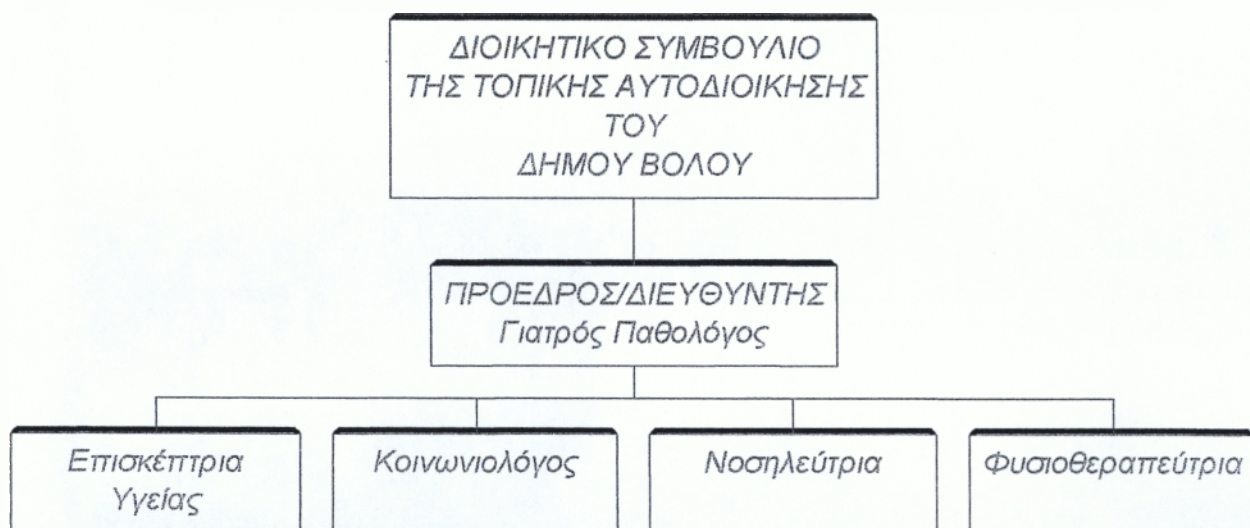 ΔΙΟΙΚΗΤΙΚΟ ΣΥΜΒΟΥΛΙΟ
ΤΗΣ ΤΟΠΙΚΗΣ ΑΥΤΟΔΙΟΙΚΗΣΗΣ
ΤΟΥ
ΔΗΜΟΥ ΒΟΛΟΥ
ΠΡΟΕΔΡΟΣ/ΔΙΕΥΘΥΝΤΗΣ
Γιατρός Παθολόγος
Επισκέπτρια
Υγείας
Κοινωνιολόγος
Νοσηλεύτρια
Φυσιοθεραπεύτρια